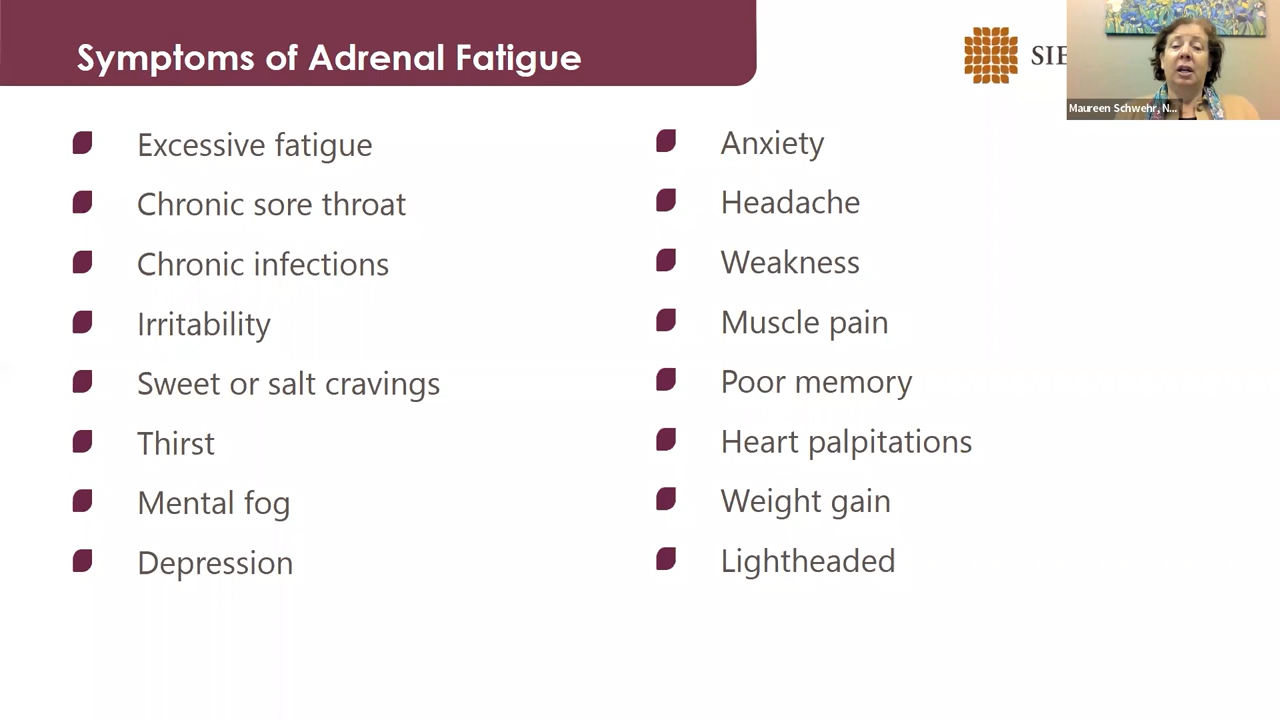 Symptoms of Adrenal Fatigue
SIE
Maureen Schwehr, N...
Excessive fatigue
Chronic sore throat
Chronic infections
Irritability
Sweet or salt cravings
Thirst
Mental fog
Depression
Anxiety
Headache
Weakness
Muscle pain
Poor memory
Heart palpitations
Weight gain
Lightheaded